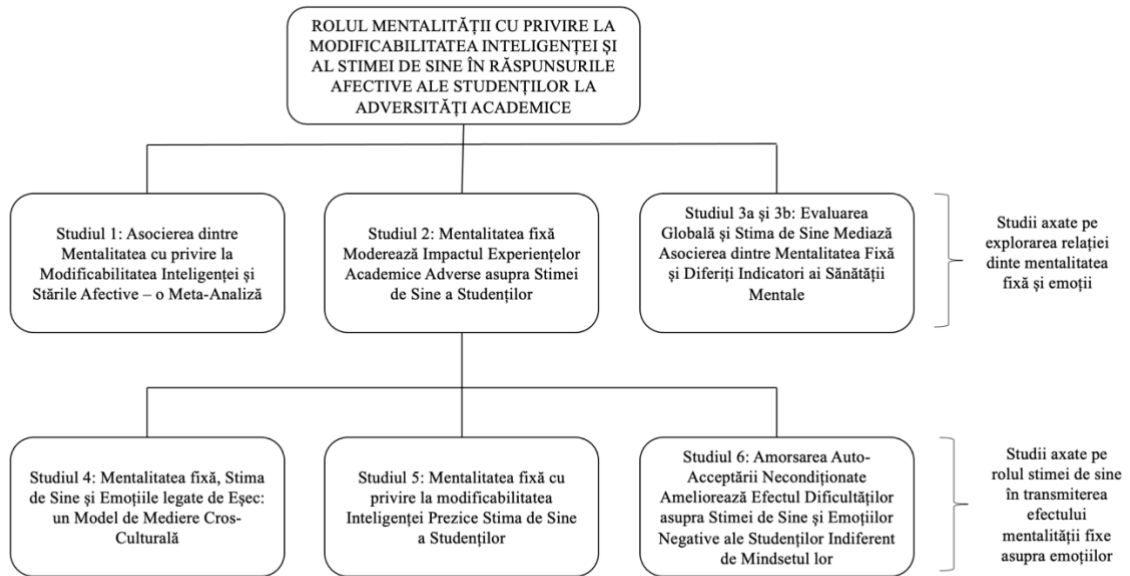 ROLUL MENTALITĂȚII CU PRIVIRE LA
MODIFICABILITATEA INTELIGENȚEI ȘI
AL STIMEI DE SINE ÎN RĂSPUNSURILE
AFECTIVE ALE STUDENȚILOR LA
ADVERSITĂȚI ACADEMICE
Studiul 1: Asocierea dintre
Mentalitatea cu privire la
Modificabilitatea Inteligenței și
Stările Afective – o Meta-Analiză
Studiul 2: Mentalitatea fixă
Moderează Impactul Experiențelor
Academice Adverse asupra Stimei
de Sine a Studenților
Studiul 3a și 3b: Evaluarea
Globală și Stima de Sine Mediază
Asocierea dintre Mentalitatea Fixă
și Diferiți Indicatori ai Sănătății
Mentale
Studii axate pe
explorarea relației
dinte mentalitatea
fixă și emoții
Studiul 4: Mentalitatea fixă, Stima
de Sine și Emoțiile legate de Eșec:
un Model de Mediere Cros-
Culturală
Studiul 5: Mentalitatea fixă cu
privire la modificabilitatea
Inteligenței Prezice Stima de Sine
a Studenților
Studiul 6: Amorsarea Auto-
Acceptării Necondiționate
Ameliorează Efectul Dificultăților
asupra Stimei de Sine și Emoțiilor
Negative ale Studenților Indiferent
de Mindsetul lor
Studii axate pe
rolul stimei de sine
în transmiterea
efectului
mentalității fixe
asupra emoțiilor